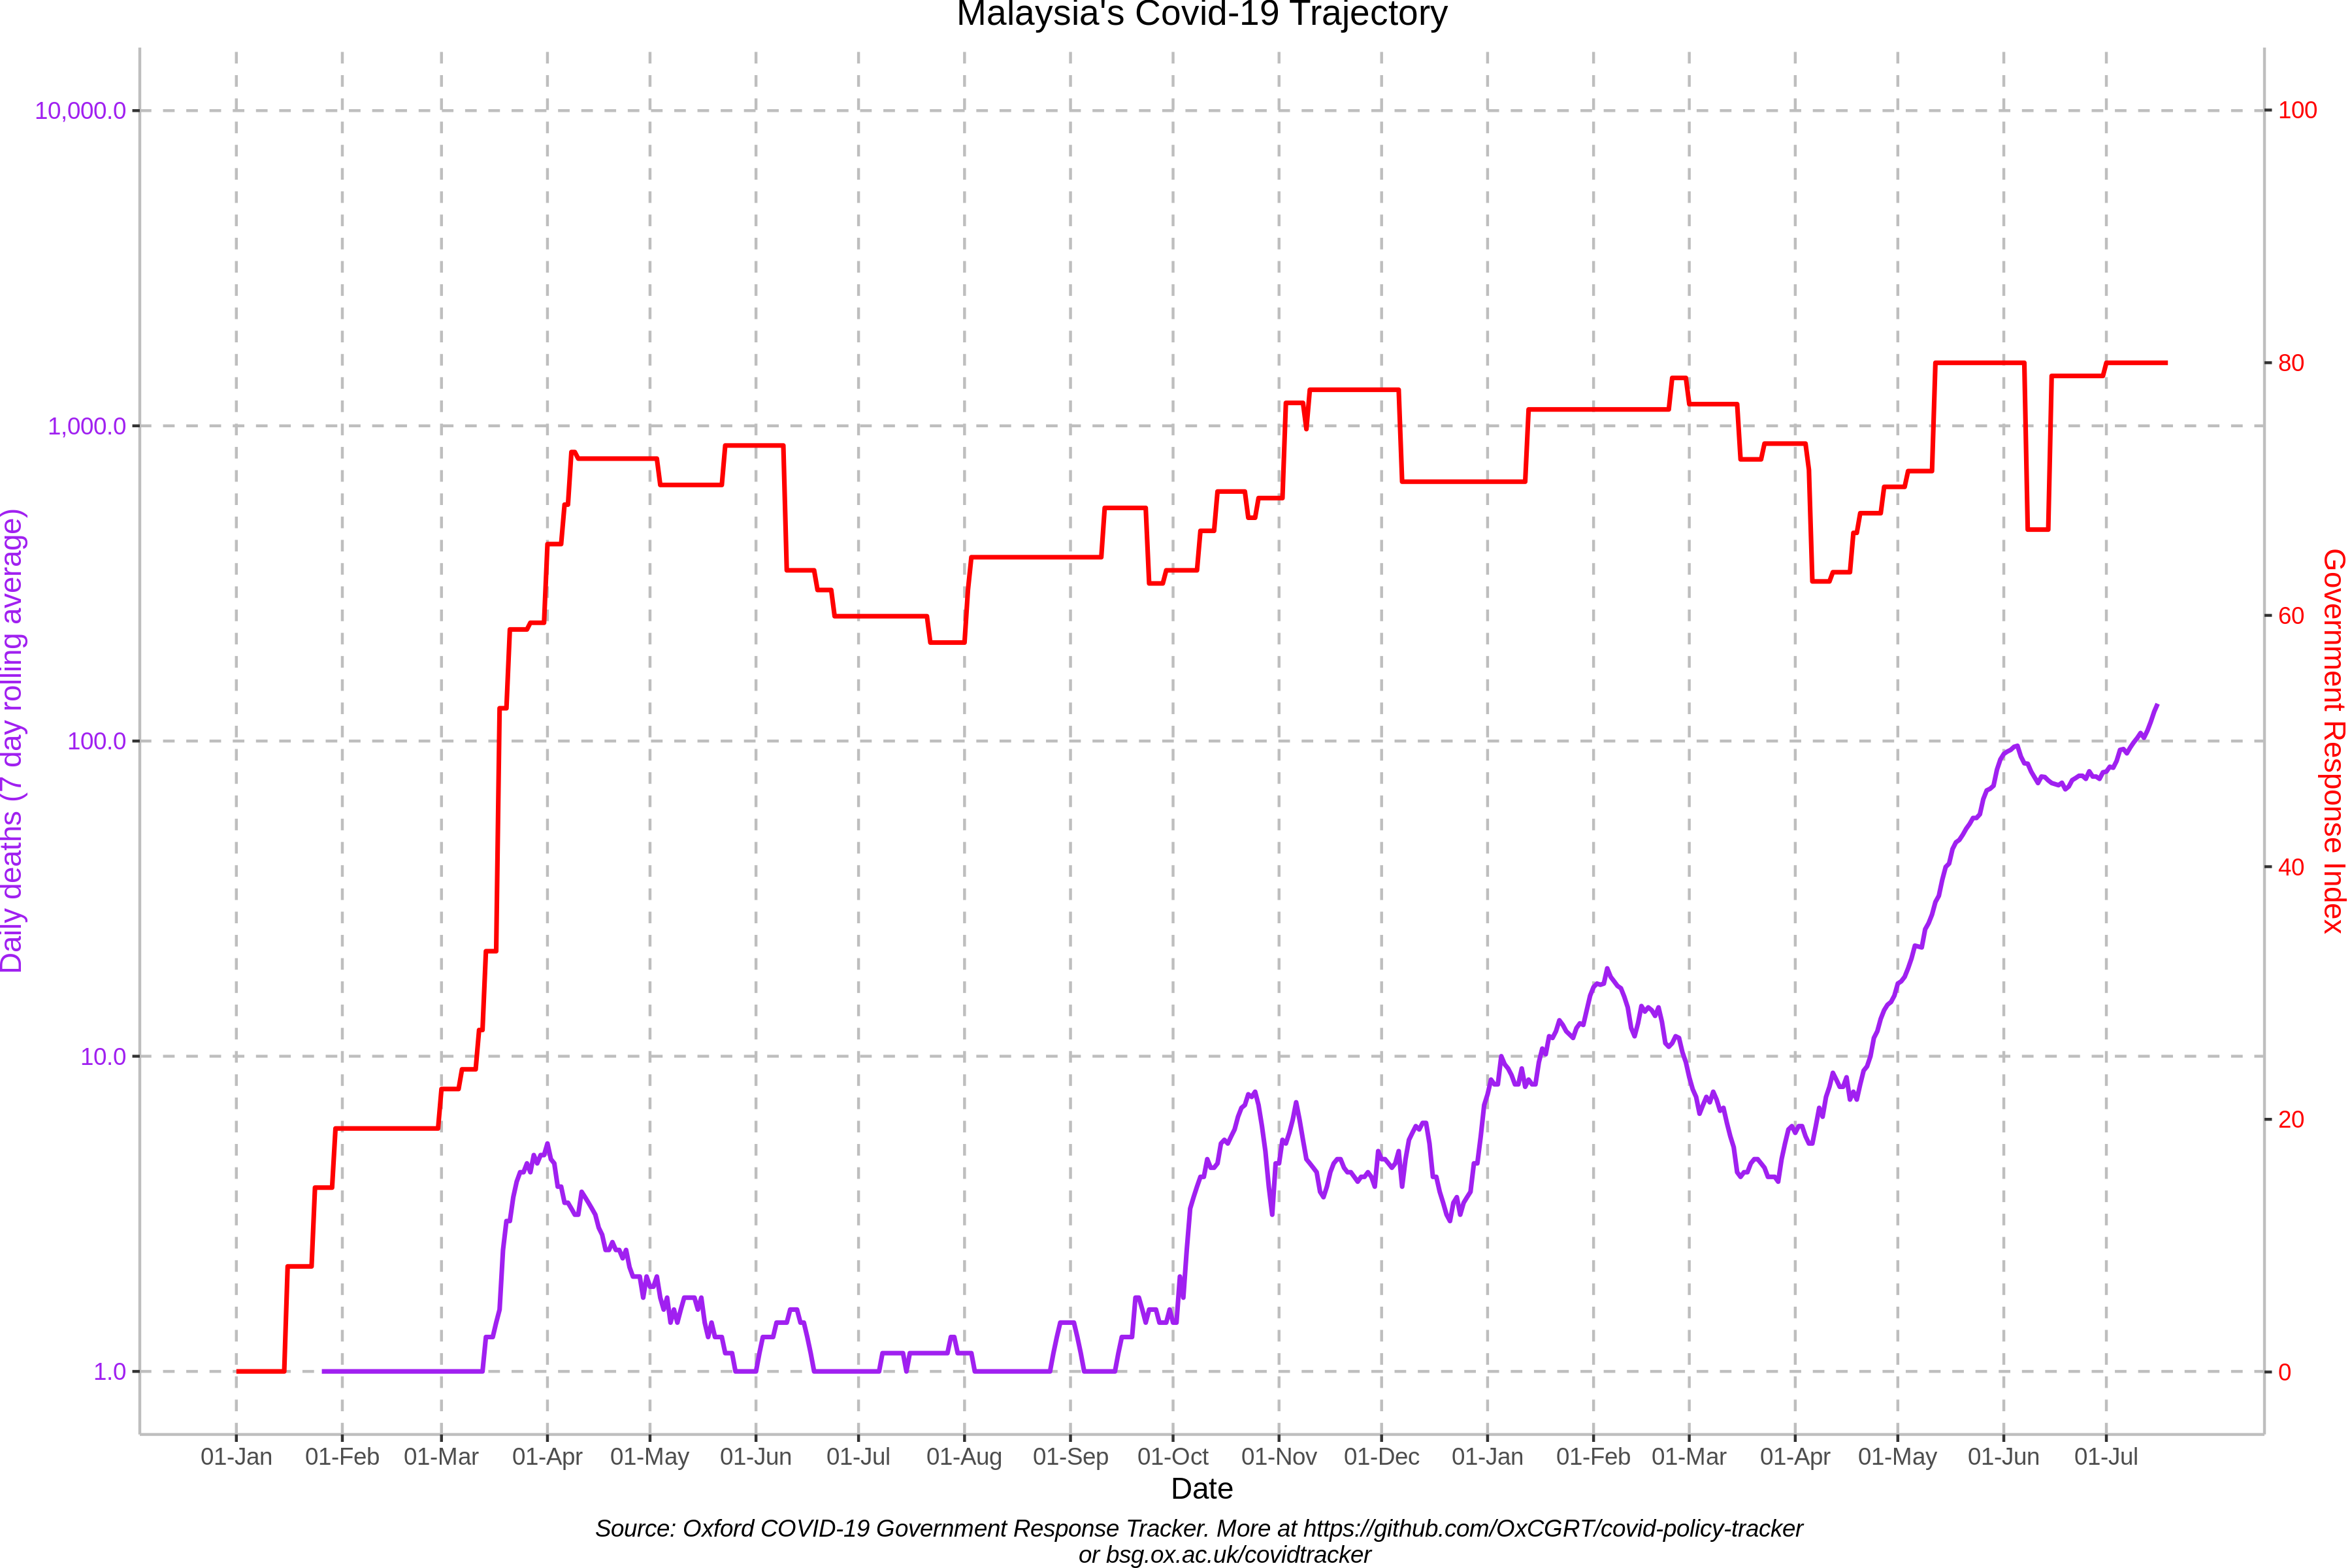 Malaysia's Covid-19 Trajectory
10,000.0
1,000.0
100.0
10.0
1.0
Daily deaths (7 day rolling average)
100
80
60
40
20
0
Government Response Index
01-Jan 01-Feb 01-Mar 01-Apr 01-May 01-Jun 01-Jul 01-Aug 01-Sep 01-Oct 01-Nov 01-Dec 01-Jan 01-Feb 01-Mar 01-Apr 01-May 01-Jun 01-Jul
Date
Source: Oxford COVID-19 Government Response Tracker. More at https://github.com/OxCGRT/covid-policy-tracker
or bsg.ox.ac.uk/covidtracker